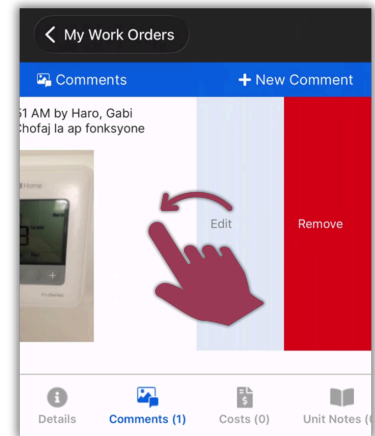 My Work Orders
Comments
+ New Comment
51 AM by Haro, Gabi
Chofaj la ap fonksyone
Home
Edit
Remove
Details
Comments (1)
Costs (0)
Unit Notes (